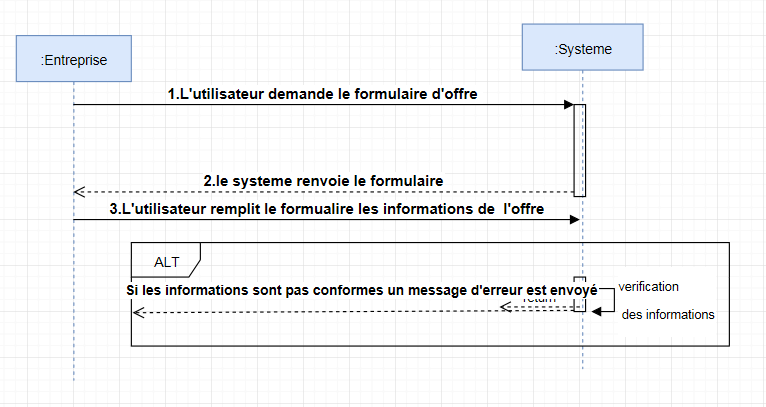 :Entreprise
:Systeme
1.L'utilisateur demande le formulaire d'offre
2.le systeme renvoie le formulaire
3.L'utilisateur remplit le formualire les informations de l'offre
ALT
Si les informations sont pas conformes un message d'erreur est envoyé
verification
return
des informations